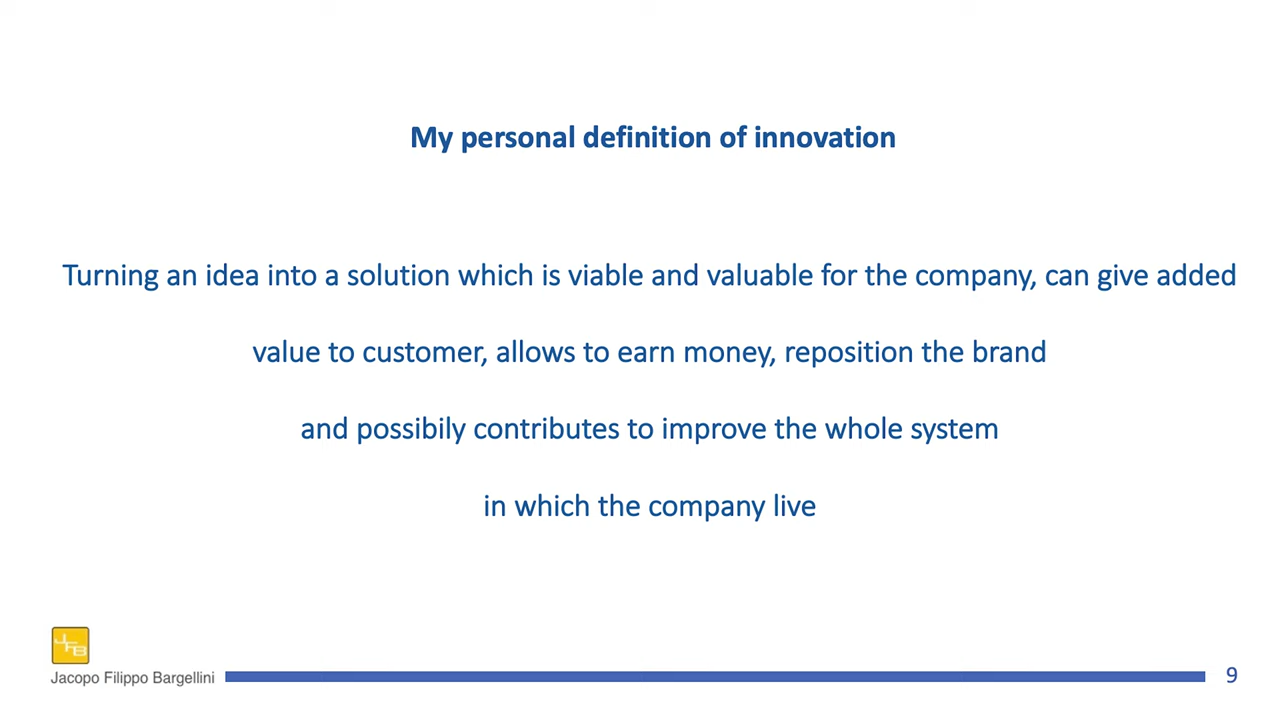 My personal definition of innovation
Turning an idea into a solution which is viable and valuable for the company, can give added
value to customer, allows to earn money, reposition the brand
and possibily contributes to improve the whole system
in which the company live
JFB
Jacopo Filippo Bargellini
9